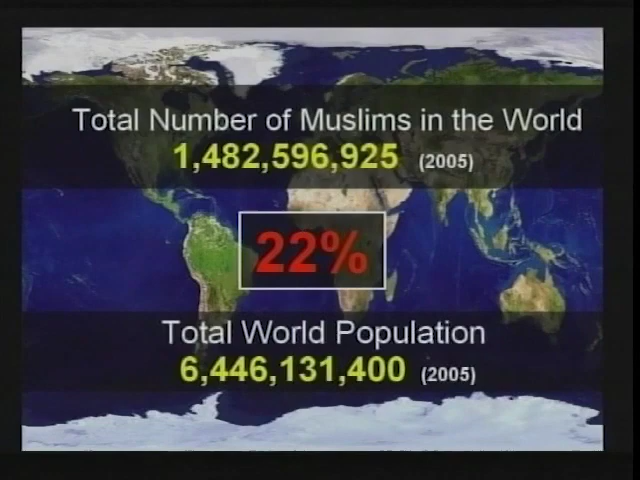 Total Number of Muslims in the World
1,482,596,925 (2005)
22%
Total World Population
6,446,131,400 (2005)